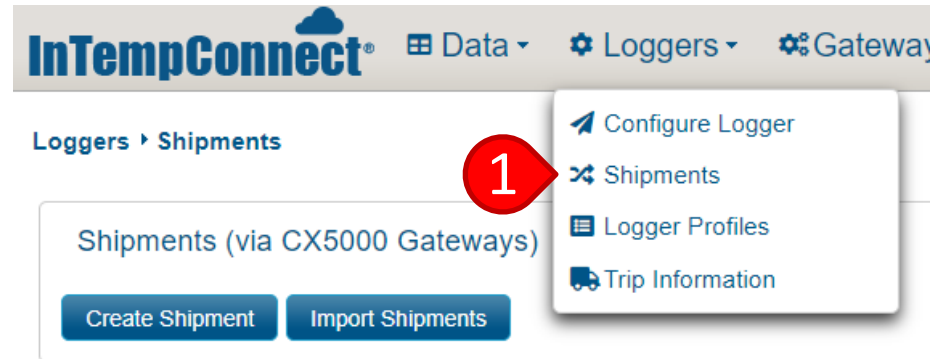 InTempConnect® Data Loggers Gateway
Configure Logger
Loggers Shipments
1 Shipments
Logger Profiles
Shipments (via CX5000 Gateways)
Trip Information
Create Shipment Import Shipments